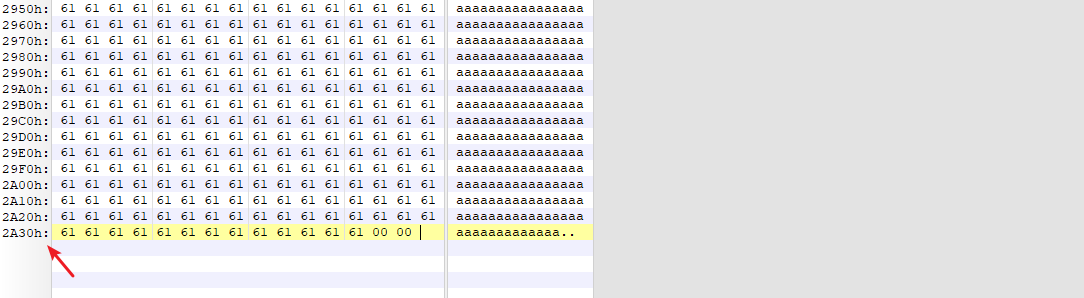 2950h: 61 61 61 61 61 61 61 61 61 61 61 61 61 61 61 61 aaaaaaaaaaaaaaaa
2960h: 61 61 61 61 61 61 61 61 61 61 61 61 61 61 61 61 aaaaaaaaaaaaaaaa
2970h: 61 61 61 61 61 61 61 61 61 61 61 61 61 61 61 61 aaaaaaaaaaaaaaaa
2980h: 61 61 61 61 61 61 61 61 61 61 61 61 61 61 61 61 aaaaaaaaaaaaaaaa
2990h: 61 61 61 61 61 61 61 61 61 61 61 61 61 61 61 61 aaaaaaaaaaaaaaaa
29A0h: 61 61 61 61 61 61 61 61 61 61 61 61 61 61 61 61 aaaaaaaaaaaaaaaa
29B0h: 61 61 61 61 61 61 61 61 61 61 61 61 61 61 61 61 aaaaaaaaaaaaaaaa
29C0h: 61 61 61 61 61 61 61 61 61 61 61 61 61 61 61 61 aaaaaaaaaaaaaaaa
29D0h: 61 61 61 61 61 61 61 61 61 61 61 61 61 61 61 61 aaaaaaaaaaaaaaaa
29E0h: 61 61 61 61 61 61 61 61 61 61 61 61 61 61 61 61 aaaaaaaaaaaaaaaa
29F0h: 61 61 61 61 61 61 61 61 61 61 61 61 61 61 61 61 aaaaaaaaaaaaaaaa
2A00h: 61 61 61 61 61 61 61 61 61 61 61 61 61 61 61 61 aaaaaaaaaaaaaaaa
2A10h: 61 61 61 61 61 61 61 61 61 61 61 61 61 61 61 61 aaaaaaaaaaaaaaaa
2A20h: 61 61 61 61 61 61 61 61 61 61 61 61 61 61 61 61 aaaaaaaaaaaaaaaa
2A30h: 61 61 61 61 61 61 61 61 61 61 61 61 61 00 00 aaaaaaaaaaaaa..